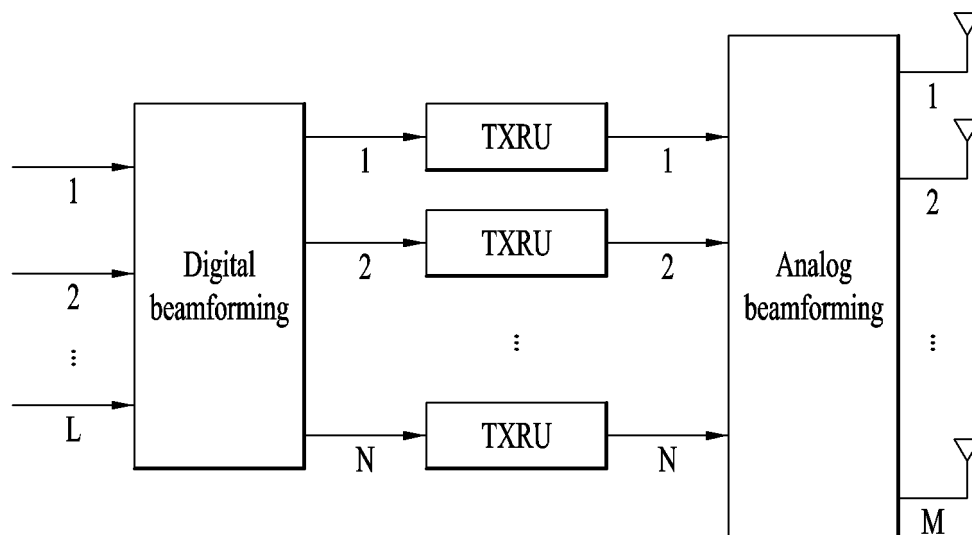 1
2
⋮
L
Digital
beamforming
1
2
N
TXRU
TXRU
⋮
TXRU
1
2
N
Analog
beamforming
1
2
⋮
M